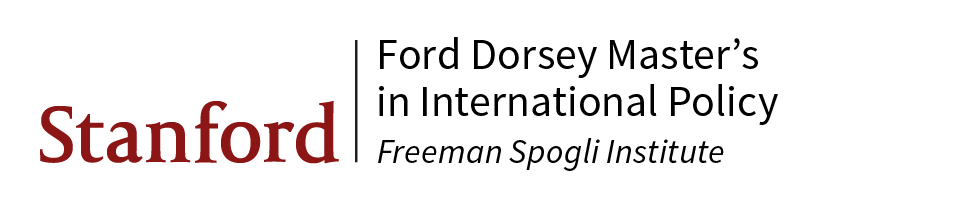 Stanford
Ford Dorsey Master’s
in International Policy
Freeman Spogli Institute